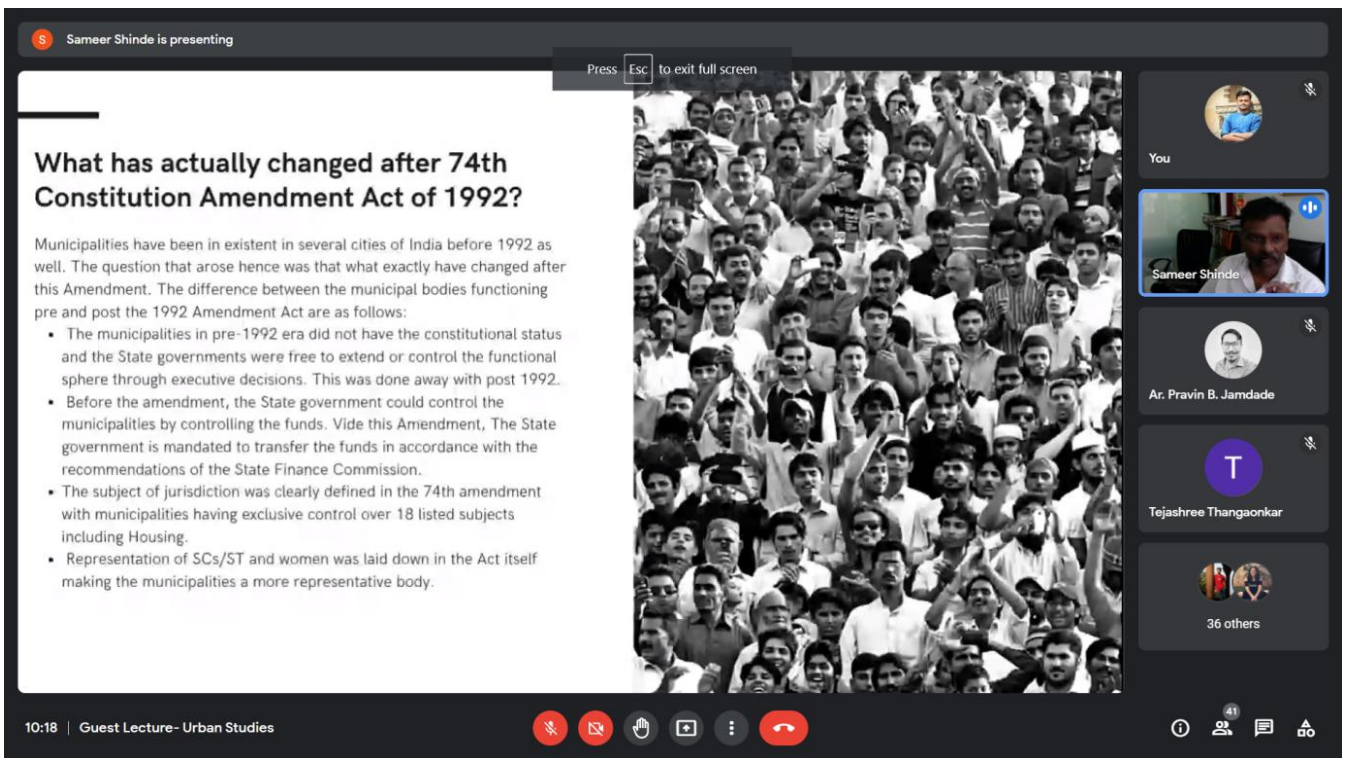 S Sameer Shinde is presenting
Press Esc to exit full screen
What has actually changed after 74th
Constitution Amendment Act of 1992?
Municipalities have been in existent in several cities of India before 1992 as
well. The question that arose hence was that what exactly have changed after
this Amendment. The difference between the municipal bodies functioning
pre and post the 1992 Amendment Act are as follows:
• The municipalities in pre-1992 era did not have the constitutional status
and the State governments were free to extend or control the functional
sphere through executive decisions. This was done away with post 1992.
• Before the amendment, the State government could control the
municipalities by controlling the funds. Vide this Amendment, The State
government is mandated to transfer the funds in accordance with the
recommendations of the State Finance Commission.
• The subject of jurisdiction was clearly defined in the 74th amendment
with municipalities having exclusive control over 18 listed subjects
including Housing.
• Representation of SCs/ST and women was laid down in the Act itself
making the municipalities a more representative body.
You
Sameer Shinde
Ar. Pravin B. Jamdade
T
Tejashree Thangaonkar
36 others
10:18 | Guest Lecture- Urban Studies
41